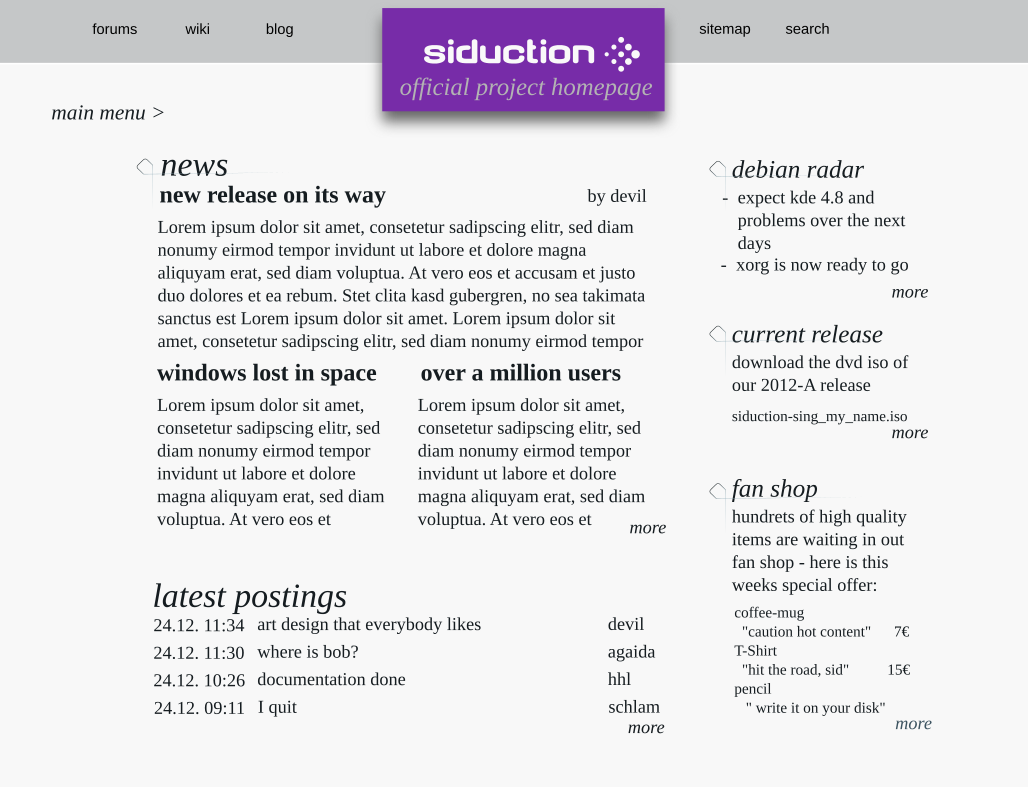 forums wiki blog
sitemap search
siduction
official project homepage
main menu >
news
new release on its way by devil
Lorem ipsum dolor sit amet, consetetur sadipscing elitr, sed diam
nonumy eirmod tempor invidunt ut labore et dolore magna
aliquyam erat, sed diam voluptua. At vero eos et accusam et justo
duo dolores et ea rebum. Stet clita kasd gubergren, no sea takimata
sanctus est Lorem ipsum dolor sit amet. Lorem ipsum dolor sit
amet, consetetur sadipscing elitr, sed diam nonumy eirmod tempor
windows lost in space
Lorem ipsum dolor sit amet,
consetetur sadipscing elitr, sed
diam nonumy eirmod tempor
invidunt ut labore et dolore
magna aliquyam erat, sed diam
voluptua. At vero eos et
over a million users
Lorem ipsum dolor sit amet,
consetetur sadipscing elitr, sed
diam nonumy eirmod tempor
invidunt ut labore et dolore
magna aliquyam erat, sed diam
voluptua. At vero eos et
more
latest postings
24.12. 11:34 art design that everybody likes devil
24.12. 11:30 where is bob? agaida
24.12. 10:26 documentation done hhl
24.12. 09:11 I quit schlam
more
debian radar
- expect kde 4.8 and
problems over the next
days
- xorg is now ready to go
more
current release
download the dvd iso of
our 2012-A release
siduction-sing_my_name.iso
more
fan shop
hundrets of high quality
items are waiting in out
fan shop - here is this
weeks special offer:
coffee-mug
"caution hot content" 7€
T-Shirt
"hit the road, sid" 15€
pencil
" write it on your disk"
more